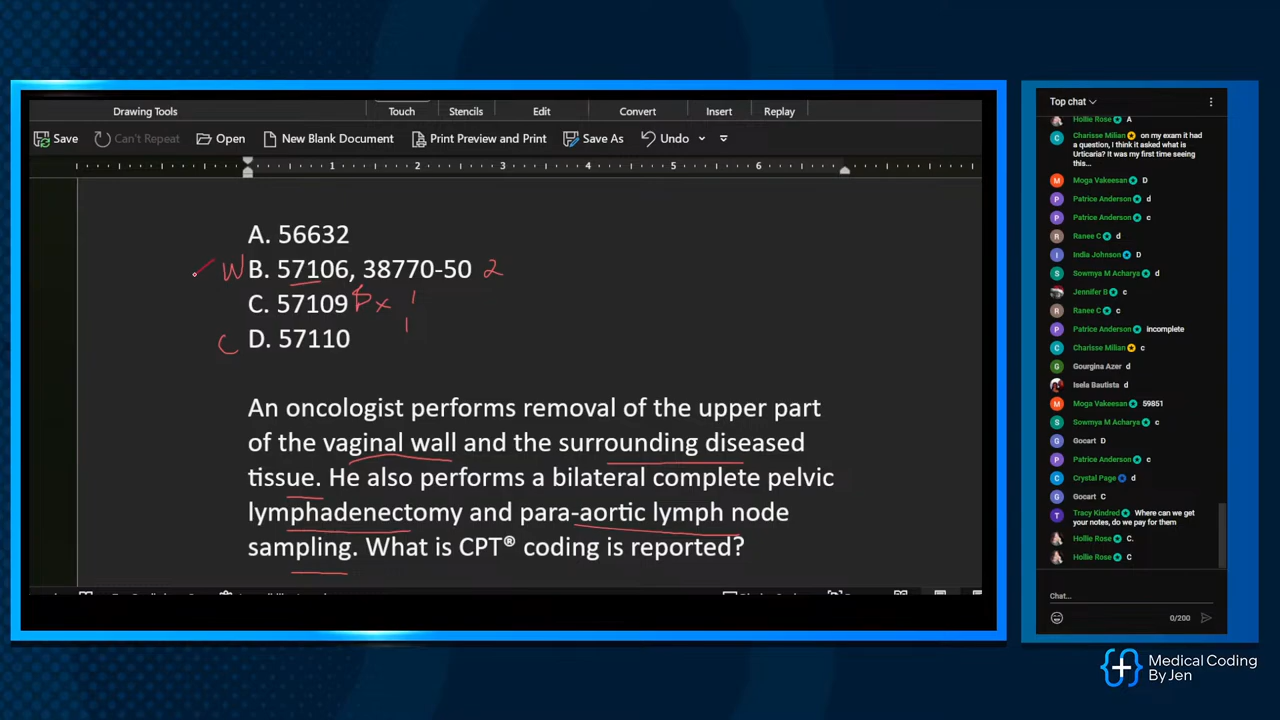 Drawing Tools
Touch
Stencils
Edit
Convert
Insert
Replay
Save
Can't Repeat
Open
New Blank Document
Print Preview and Print
Save As
Undo
1 2 3 4 5 6
A. 56632
W B. 57106, 38770-50 2
C. 57109
C D. 57110
An oncologist performs removal of the upper part
of the vaginal wall and the surrounding diseased
tissue. He also performs a bilateral complete pelvic
lymphadenectomy and para-aortic lymph node
sampling. What is CPT® coding is reported?
Top chat
Hollie Rose A
Charisse Milian on my exam it had
a question, I think it asked what is
Urticaria? It was my first time seeing
this...
Moga Vakeesan D
Patrice Anderson d
Patrice Anderson c
Ranee C d
India Johnson D
Sowmya M Acharya d
Jennifer B c
Ranee C c
Patrice Anderson incomplete
Charisse Milian c
Gourgina Azer d
Isela Bautista d
Moga Vakeesan 59851
Sowmya M Acharya c
Gocart D
Patrice Anderson c
Crystal Page d
Gocart C
Tracy Kindred Where can we get
your notes, do we pay for them
Hollie Rose C.
Hollie Rose C
Chat...
0/200
Medical Coding
By Jen